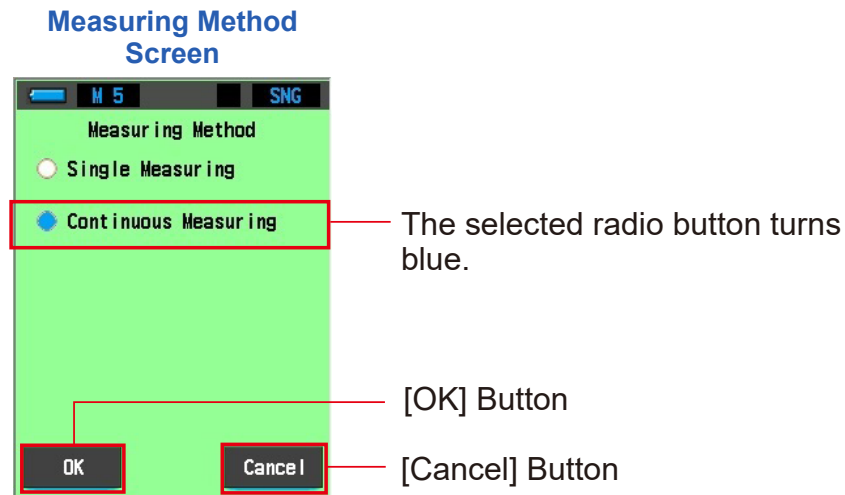 Measuring Method
Screen
M 5 SNG
Measuring Method
Single Measuring
Continuous Measuring
The selected radio button turns
blue.
[OK] Button
OK
Cancel
[Cancel] Button